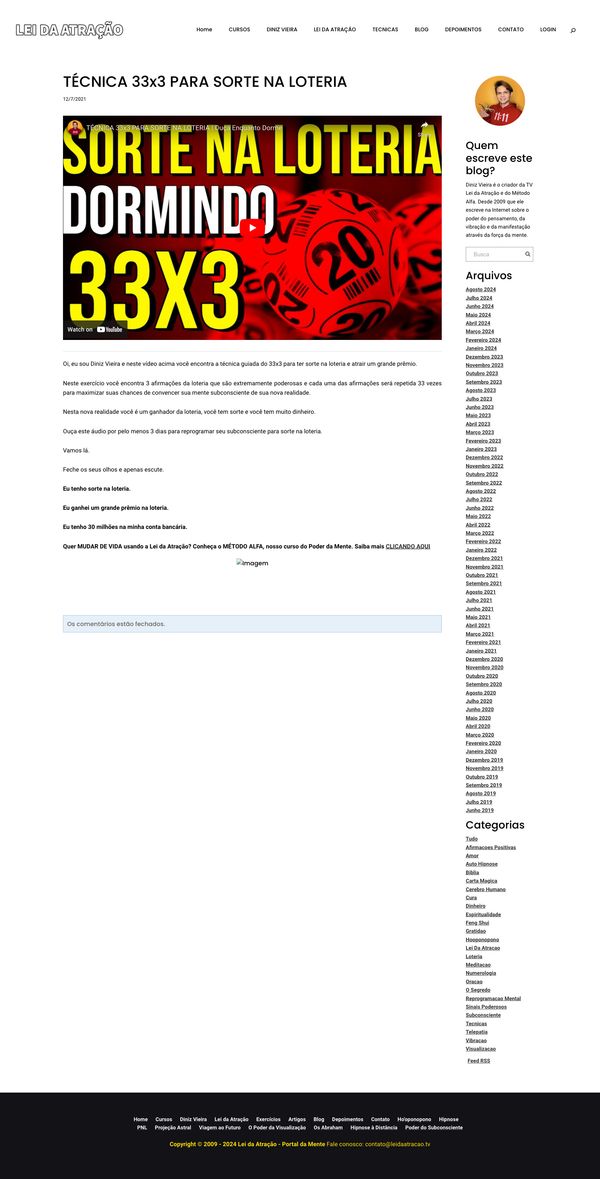 LEI DA ATRAÇÃO
Home CURSOS DINIZ VIEIRA LEI DA ATRAÇÃO TECNICAS BLOG DEPOIMENTOS CONTATO LOGIN
TÉCNICA 33x3 PARA SORTE NA LOTERIA
12/7/2021
TÉCNICA 33x3 PARA SORTE NA LOTERIA | Ouça Enquanto Dorme
Share
SORTE NA LOTERIA
DORMINDO
33X3
20
Watch on YouTube
Oi, eu sou Diniz Vieira e neste vídeo acima você encontra a técnica guiada do 33x3 para ter sorte na loteria e atrair um grande prêmio.
Neste exercício você encontra 3 afirmações da loteria que são extremamente poderosas e cada uma das afirmações será repetida 33 vezes
para maximizar suas chances de convencer sua mente subconsciente de sua nova realidade.
Nesta nova realidade você é um ganhador da loteria, você tem sorte e você tem muito dinheiro.
Ouça este áudio por pelo menos 3 dias para reprogramar seu subconsciente para sorte na loteria.
Vamos lá.
Feche os seus olhos e apenas escute.
Eu tenho sorte na loteria.
Eu ganhei um grande prêmio na loteria.
Eu tenho 30 milhões na minha conta bancária.
Quer MUDAR DE VIDA usando a Lei da Atração? Conheça o MÉTODO ALFA, nosso curso do Poder da Mente. Saiba mais CLICANDO AQUI
Imagem
Os comentários estão fechados.
11:11
Quem
escreve este
blog?
Diniz Vieira é o criador da TV
Lei da Atração e do Método
Alfa. Desde 2009 que ele
escreve na Internet sobre o
poder do pensamento, da
vibração e da manifestação
através da força da mente.
Busca
Arquivos
Agosto 2024
Julho 2024
Junho 2024
Maio 2024
Abril 2024
Março 2024
Fevereiro 2024
Janeiro 2024
Dezembro 2023
Novembro 2023
Outubro 2023
Setembro 2023
Agosto 2023
Julho 2023
Junho 2023
Maio 2023
Abril 2023
Março 2023
Fevereiro 2023
Janeiro 2023
Dezembro 2022
Novembro 2022
Setembro 2022
Agosto 2022
Julho 2022
Junho 2022
Maio 2022
Abril 2022
Março 2022
Fevereiro 2022
Janeiro 2022
Dezembro 2021
Novembro 2021
Outubro 2021
Setembro 2021
Agosto 2021
Julho 2021
Junho 2021
Maio 2021
Abril 2021
Março 2021
Fevereiro 2021
Janeiro 2021
Dezembro 2020
Novembro 2020
Outubro 2020
Setembro 2020
Agosto 2020
Julho 2020
Junho 2020
Maio 2020
Abril 2020
Março 2020
Fevereiro 2020
Janeiro 2020
Dezembro 2019
Novembro 2019
Outubro 2019
Setembro 2019
Agosto 2019
Julho 2019
Junho 2019
Categorias
Tudo
Afirmacoes Positivas
Amor
Auto Hipnose
Biblia
Carta Magica
Cerebro Humano
Cura
Dinheiro
Espiritualidade
Feng Shui
Gratidao
Hooponopono
Lei Da Atracao
Loteria
Meditacao
Numerologia
Oracao
O Segredo
Reprogramacao Mental
Sinais Poderosos
Subconsciente
Tecnicas
Telepatia
Vibracao
Visualizacao
Feed RSS
Home Cursos Diniz Vieira Lei da Atração Exercícios Artigos Blog Depoimentos Contato Ho'oponopono Hipnose
PNL Projeção Astral Viagem ao Futuro O Poder da Visualização Os Abraham Hipnose à Distância Poder do Subconsciente
Copyright © 2009 - 2024 Lei da Atração - Portal da Mente Fale conosco: contato@leidaatracao.tv